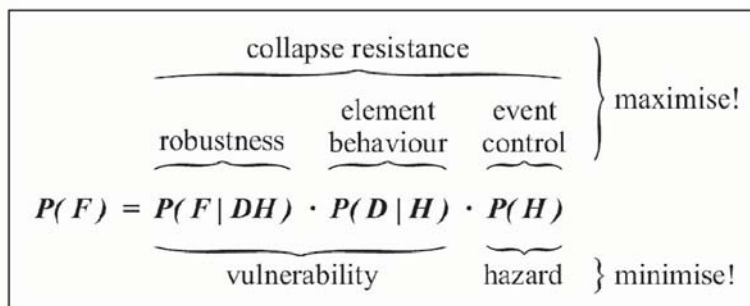 collapse resistance
maximise!
element event
robustness behaviour control
P(F) = P(F|DH) · P(D|H) · P(H)
vulnerability hazard minimise!